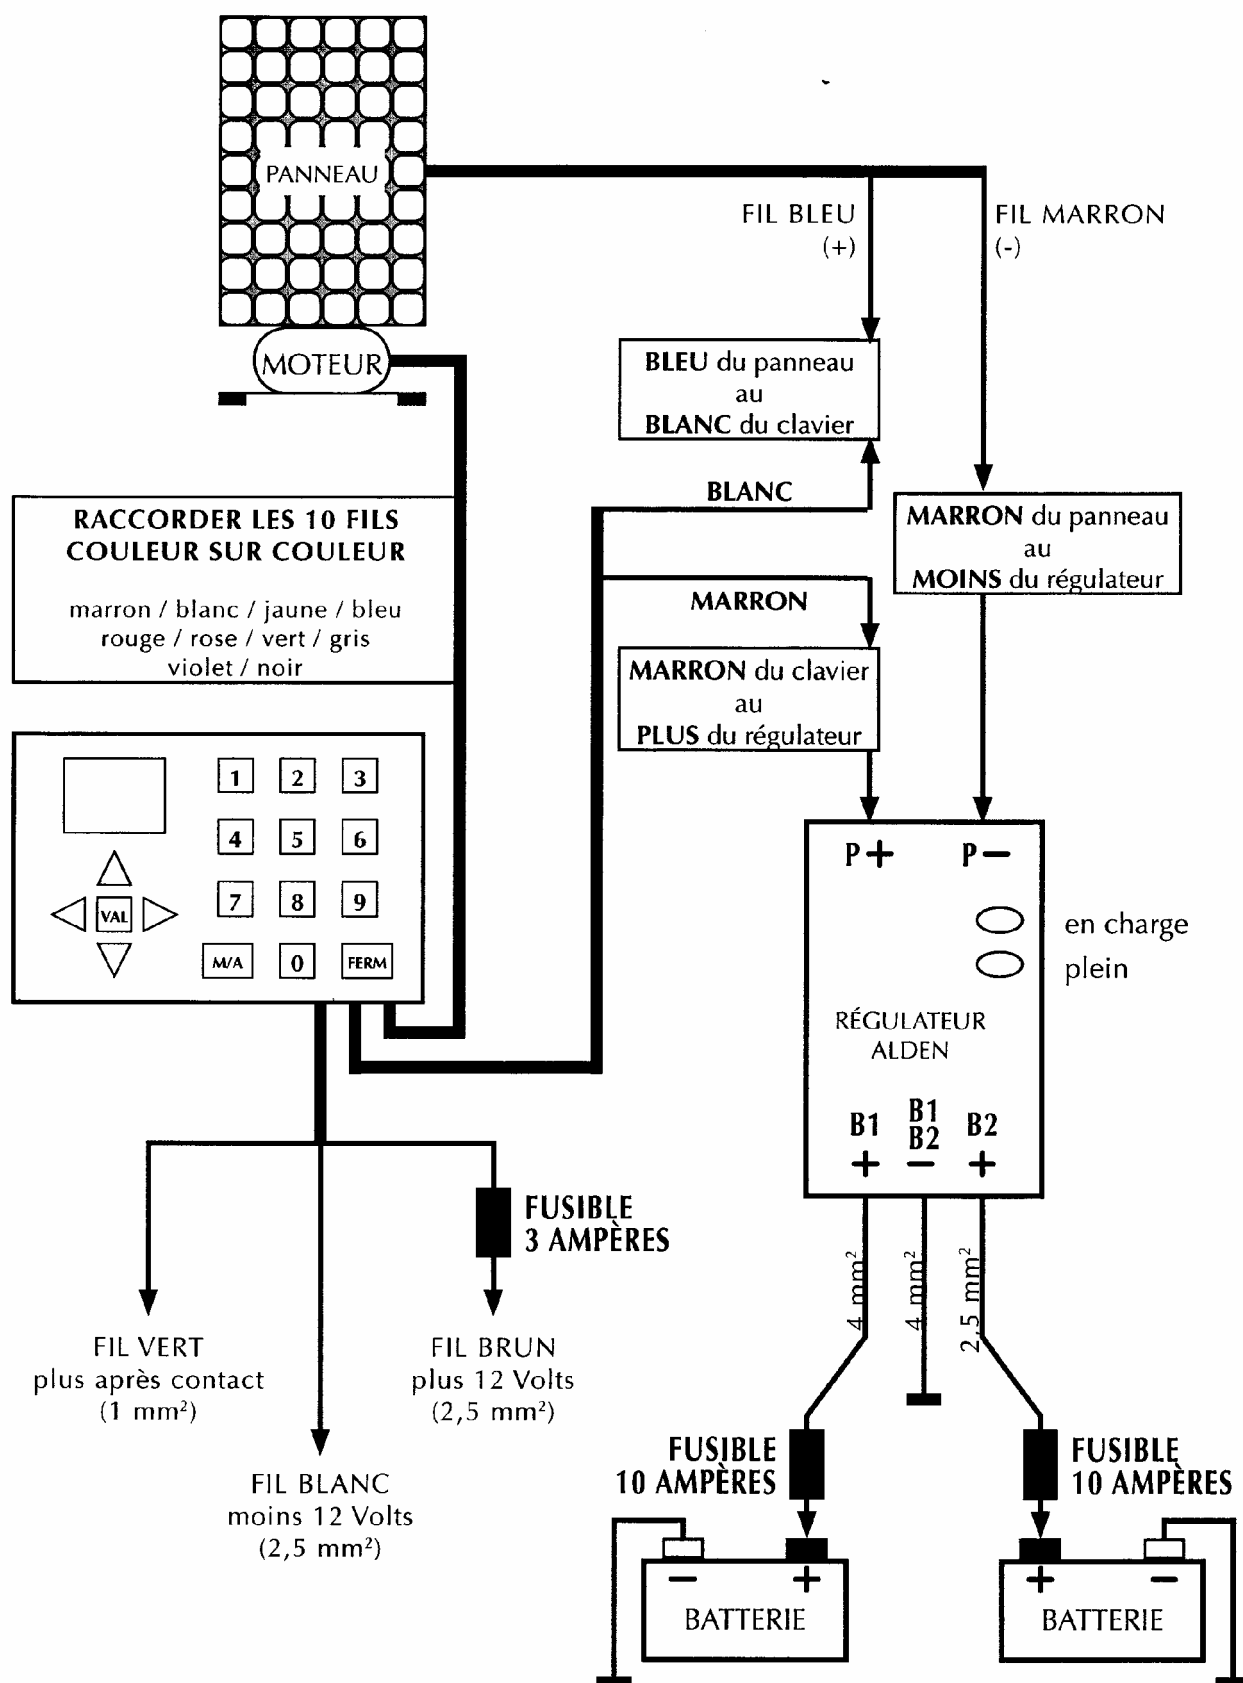 PANNEAU
FIL BLEU
(+)
FIL MARRON
(-)
MOTEUR
BLEU du panneau
au
BLANC du clavier
BLANC
MARRON du panneau
au
MOINS du régulateur
RACCORDER LES 10 FILS
COULEUR SUR COULEUR
marron / blanc / jaune / bleu
rouge / rose / vert / gris
violet / noir
MARRON
MARRON du clavier
au
PLUS du régulateur
1 2 3
4 5 6
7 8 9
VAL
M/A 0 FERM
P+ P-
en charge
plein
RÉGULATEUR
ALDEN
B1
+
B1
B2
-
B2
+
4 mm²
4 mm²
2,5 mm²
FUSIBLE
3 AMPÈRES
FIL VERT
plus après contact
(1 mm²)
FIL BRUN
plus 12 Volts
(2,5 mm²)
FIL BLANC
moins 12 Volts
(2,5 mm²)
FUSIBLE
10 AMPÈRES
FUSIBLE
10 AMPÈRES
- +
BATTERIE
+ -
BATTERIE